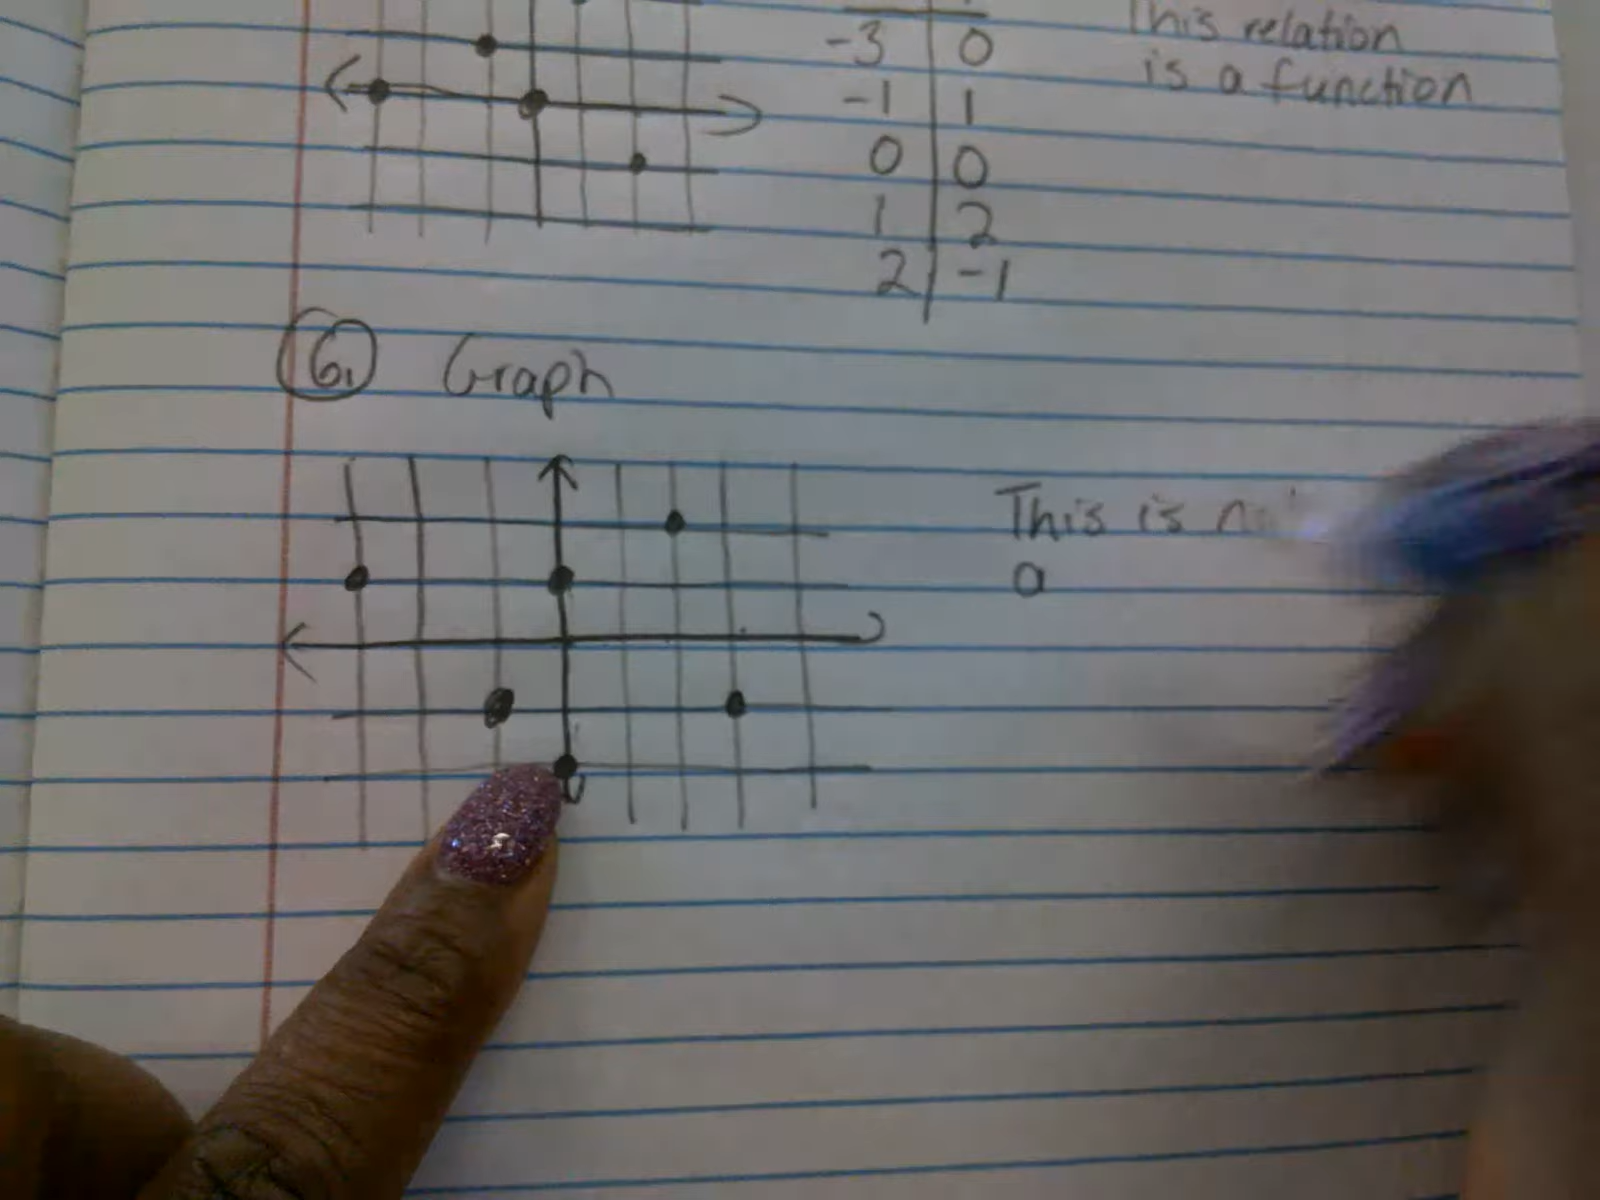 This relation
is a function
-3 0
-1 1
0 0
1 2
2 -1
6. Graph
This is
a